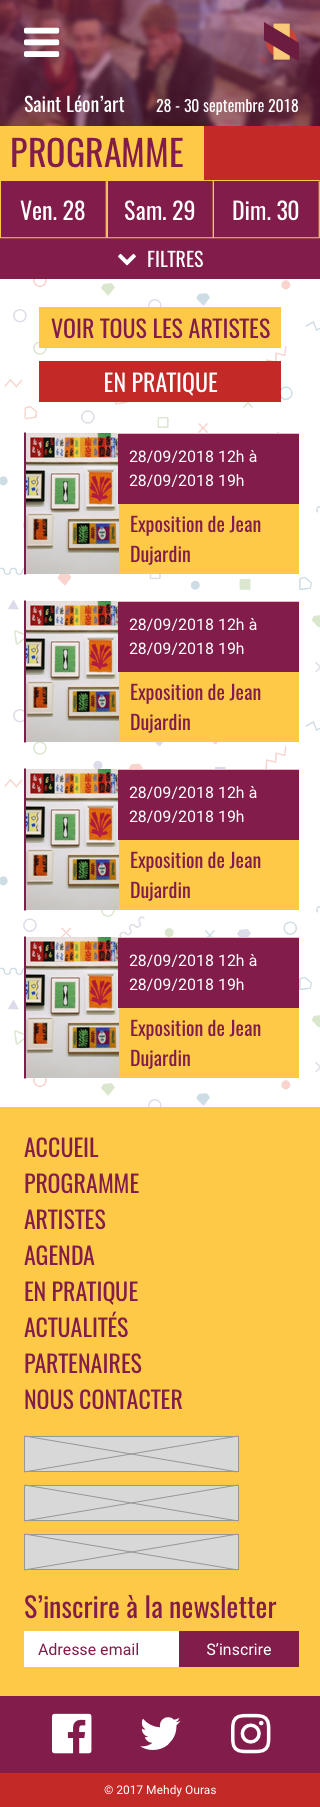 Saint Léon’art
28 - 30 septembre 2018
PROGRAMME
Ven. 28
Sam. 29
Dim. 30
FILTRES
VOIR TOUS LES ARTISTES
EN PRATIQUE
28/09/2018 12h à
28/09/2018 19h
Exposition de Jean
Dujardin
28/09/2018 12h à
28/09/2018 19h
Exposition de Jean
Dujardin
28/09/2018 12h à
28/09/2018 19h
Exposition de Jean
Dujardin
28/09/2018 12h à
28/09/2018 19h
Exposition de Jean
Dujardin
ACCUEIL
PROGRAMME
ARTISTES
AGENDA
EN PRATIQUE
ACTUALITÉS
PARTENAIRES
NOUS CONTACTER
S’inscrire à la newsletter
Adresse email
S’inscrire
© 2017 Mehdy Ouras